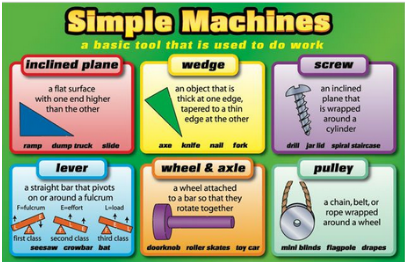 Simple Machines
a basic tool that is used to do work
inclined plane
a flat surface
with one end higher
than the other
ramp dump truck slide
wedge
an object that is
thick at one edge,
tapered to a thin
edge at the other
axe knife nail fork
screw
an inclined
plane that
is wrapped
around a
cylinder
drill jar lid spiral staircase
lever
a straight bar that pivots
on or around a fulcrum
F=fulcrum E=effort L=load
first class second class third class
seesaw crowbar bat
wheel & axle
a wheel attached
to a bar so that they
rotate together
doorknob roller skates toy car
pulley
a chain, belt, or
rope wrapped
around a wheel
mini blinds flagpole drapes